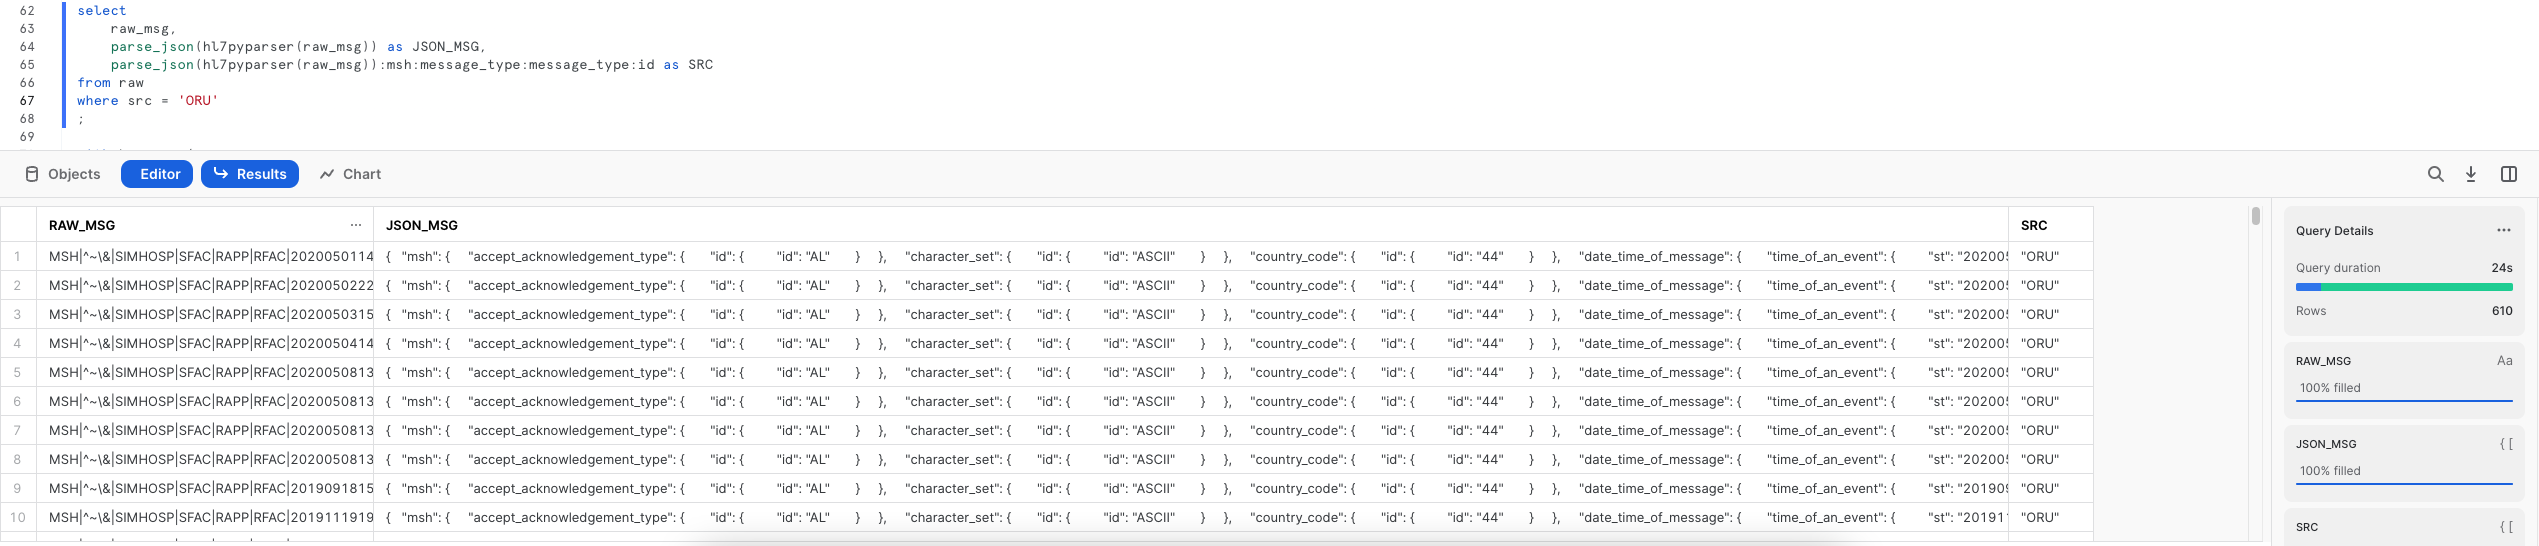 62 select
63 raw_msg,
64 parse_json(hl7pyparser(raw_msg)) as JSON_MSG,
65 parse_json(hl7pyparser(raw_msg)):msh:message_type:message_type:id as SRC
66 from raw
67 where src = 'ORU'
68 ;
69
Objects Editor Results Chart
RAW_MSG ... JSON_MSG SRC
1 MSH|^~\&|SIMHOSP|SFAC|RAPP|RFAC|2020050114 { "msh": { "accept_acknowledgement_type": { "id": { "id": "AL" } }, "character_set": { "id": { "id": "ASCII" } }, "country_code": { "id": { "id": "44" } }, "date_time_of_message": { "time_of_an_event": { "st": "202005 "ORU"
2 MSH|^~\&|SIMHOSP|SFAC|RAPP|RFAC|2020050222 { "msh": { "accept_acknowledgement_type": { "id": { "id": "AL" } }, "character_set": { "id": { "id": "ASCII" } }, "country_code": { "id": { "id": "44" } }, "date_time_of_message": { "time_of_an_event": { "st": "202005 "ORU"
3 MSH|^~\&|SIMHOSP|SFAC|RAPP|RFAC|2020050315 { "msh": { "accept_acknowledgement_type": { "id": { "id": "AL" } }, "character_set": { "id": { "id": "ASCII" } }, "country_code": { "id": { "id": "44" } }, "date_time_of_message": { "time_of_an_event": { "st": "202005 "ORU"
4 MSH|^~\&|SIMHOSP|SFAC|RAPP|RFAC|2020050414 { "msh": { "accept_acknowledgement_type": { "id": { "id": "AL" } }, "character_set": { "id": { "id": "ASCII" } }, "country_code": { "id": { "id": "44" } }, "date_time_of_message": { "time_of_an_event": { "st": "202005 "ORU"
5 MSH|^~\&|SIMHOSP|SFAC|RAPP|RFAC|2020050813 { "msh": { "accept_acknowledgement_type": { "id": { "id": "AL" } }, "character_set": { "id": { "id": "ASCII" } }, "country_code": { "id": { "id": "44" } }, "date_time_of_message": { "time_of_an_event": { "st": "202005 "ORU"
6 MSH|^~\&|SIMHOSP|SFAC|RAPP|RFAC|2020050813 { "msh": { "accept_acknowledgement_type": { "id": { "id": "AL" } }, "character_set": { "id": { "id": "ASCII" } }, "country_code": { "id": { "id": "44" } }, "date_time_of_message": { "time_of_an_event": { "st": "202005 "ORU"
7 MSH|^~\&|SIMHOSP|SFAC|RAPP|RFAC|2020050813 { "msh": { "accept_acknowledgement_type": { "id": { "id": "AL" } }, "character_set": { "id": { "id": "ASCII" } }, "country_code": { "id": { "id": "44" } }, "date_time_of_message": { "time_of_an_event": { "st": "202005 "ORU"
8 MSH|^~\&|SIMHOSP|SFAC|RAPP|RFAC|2020050813 { "msh": { "accept_acknowledgement_type": { "id": { "id": "AL" } }, "character_set": { "id": { "id": "ASCII" } }, "country_code": { "id": { "id": "44" } }, "date_time_of_message": { "time_of_an_event": { "st": "202005 "ORU"
9 MSH|^~\&|SIMHOSP|SFAC|RAPP|RFAC|2019091815 { "msh": { "accept_acknowledgement_type": { "id": { "id": "AL" } }, "character_set": { "id": { "id": "ASCII" } }, "country_code": { "id": { "id": "44" } }, "date_time_of_message": { "time_of_an_event": { "st": "201909 "ORU"
10 MSH|^~\&|SIMHOSP|SFAC|RAPP|RFAC|2019111919 { "msh": { "accept_acknowledgement_type": { "id": { "id": "AL" } }, "character_set": { "id": { "id": "ASCII" } }, "country_code": { "id": { "id": "44" } }, "date_time_of_message": { "time_of_an_event": { "st": "201911 "ORU"
Query Details ...
Query duration 24s
Rows 610
RAW_MSG Aa
100% filled
JSON_MSG { [
100% filled
SRC { [